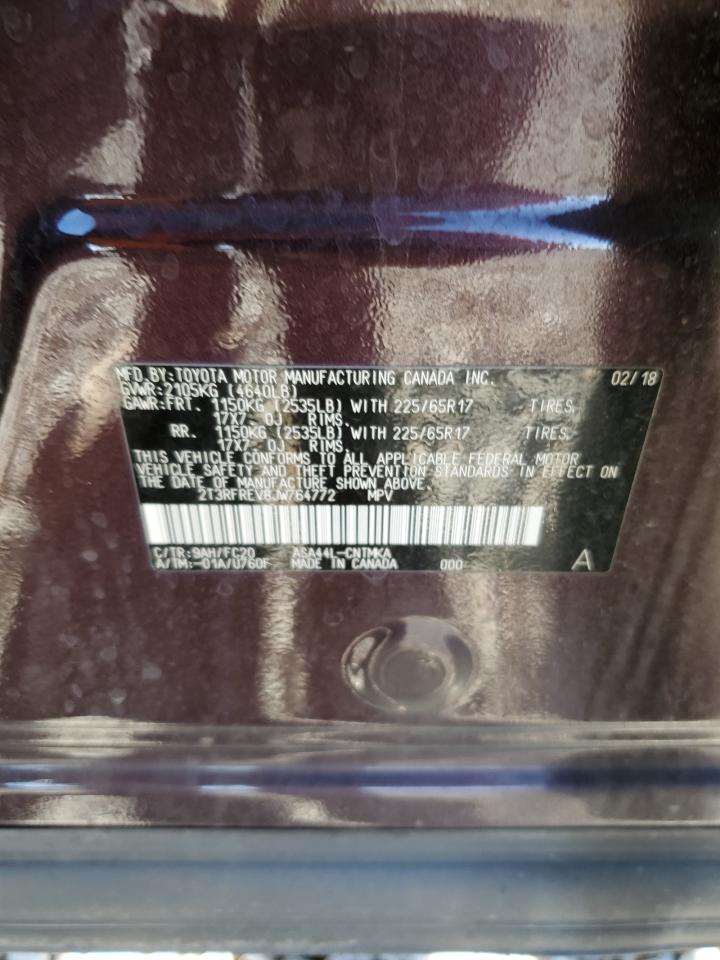 MFD.BY:TOYOTA MOTOR MANUFACTURING CANADA INC. 02/18
GVWR:2105KG (4640LB)
GAWR:FRT. 1150KG (2535LB) WITH 225/65R17 TIRES,
17X7.0J RIMS.
RR. 1150KG (2535LB) WITH 225/65R17 TIRES,
17X7.0J RIMS.
THIS VEHICLE CONFORMS TO ALL APPLICABLE FEDERAL MOTOR
VEHICLE SAFETY AND THEFT PREVENTION STANDARDS IN EFFECT ON
THE DATE OF MANUFACTURE SHOWN ABOVE.
2T3RFREV8JW764772 MPV
C/TR:9AH/FC20 ASA44L-CNTMKA
A/TM:-01A/U760F MADE IN CANADA 000 A